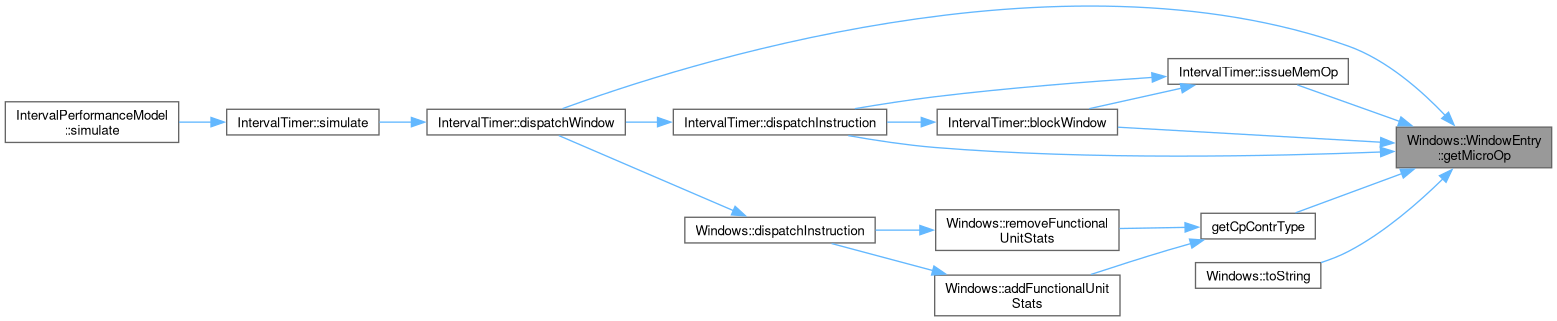 IntervalPerformanceModel
::simulate
IntervalTimer::simulate
IntervalTimer::dispatchWindow
IntervalTimer::dispatchInstruction
IntervalTimer::issueMemOp
IntervalTimer::blockWindow
Windows::WindowEntry
::getMicroOp
Windows::dispatchInstruction
Windows::removeFunctional
UnitStats
getCpContrType
Windows::addFunctionalUnit
Stats
Windows::toString